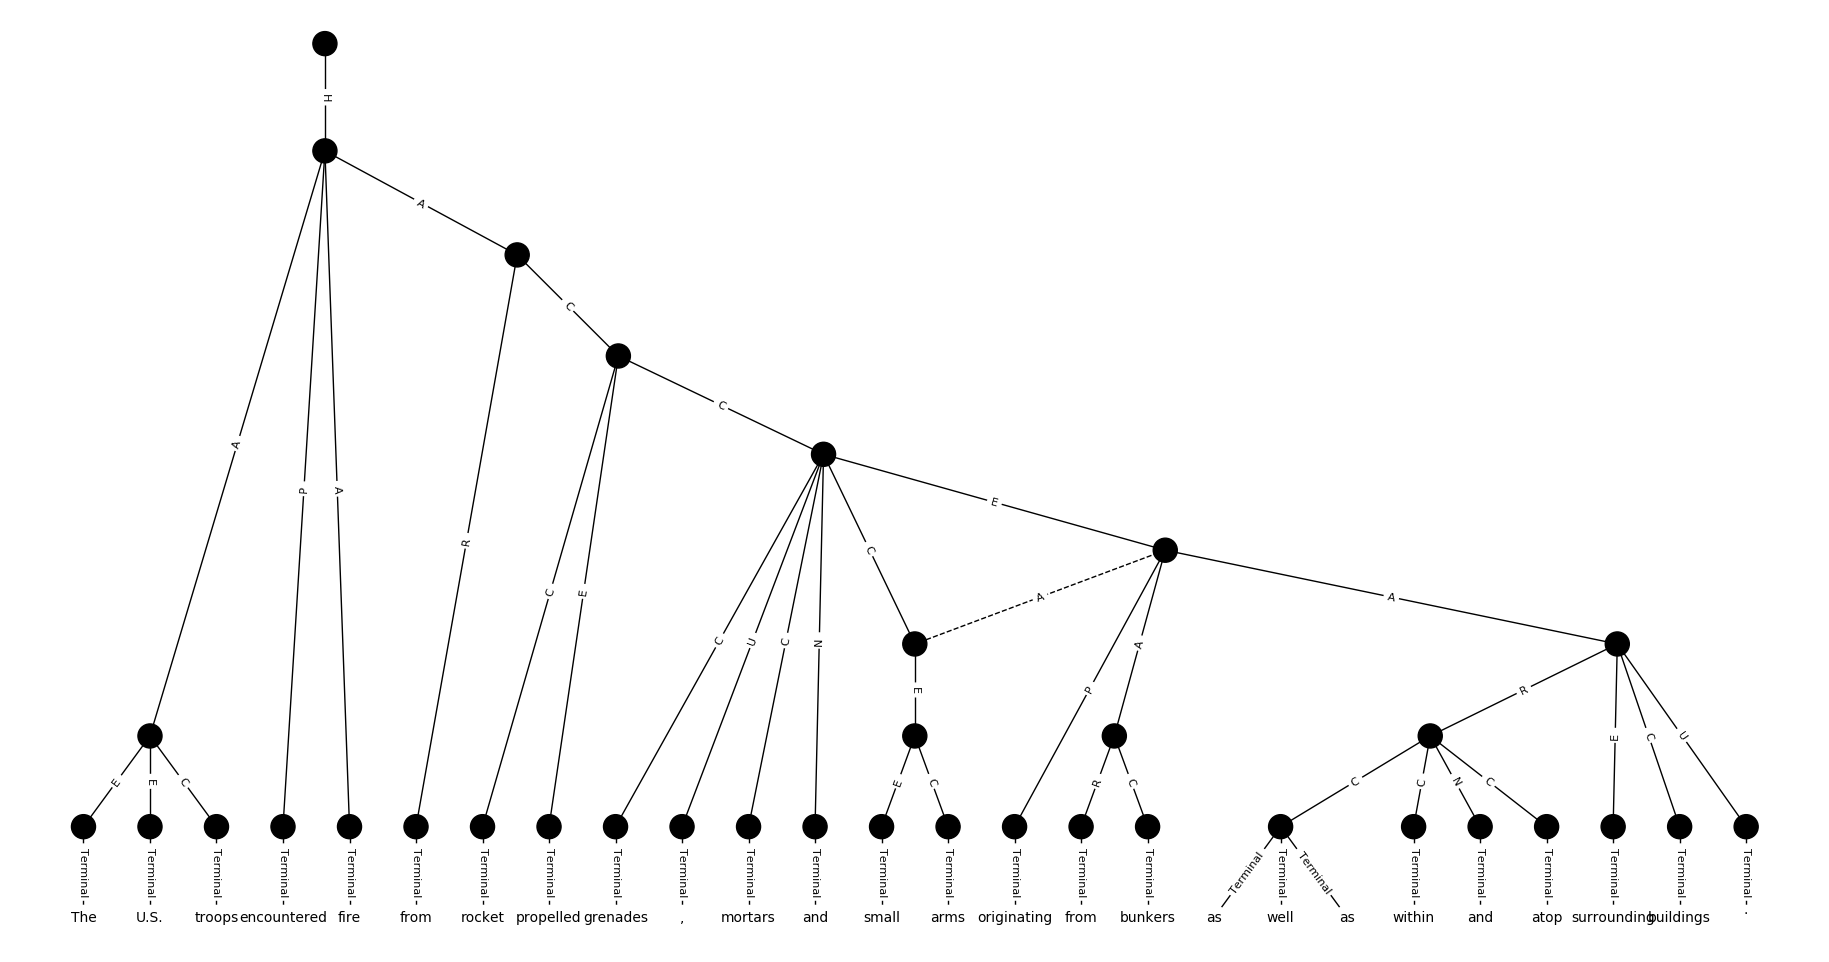 H
A
A
C
C
E
A
P
A
R
C
E
C
U
C
N
C
A
A
E
P
A
R
E
C
U
E
E
C
E
C
R
C
C
C
N
C
Terminal Terminal Terminal Terminal Terminal Terminal Terminal Terminal Terminal Terminal Terminal Terminal Terminal Terminal Terminal Terminal Terminal Terminal Terminal Terminal Terminal Terminal Terminal Terminal Terminal Terminal
The U.S. troops encountered fire from rocket propelled grenades , mortars and small arms originating from bunkers as well as within and atop surrounding buildings .